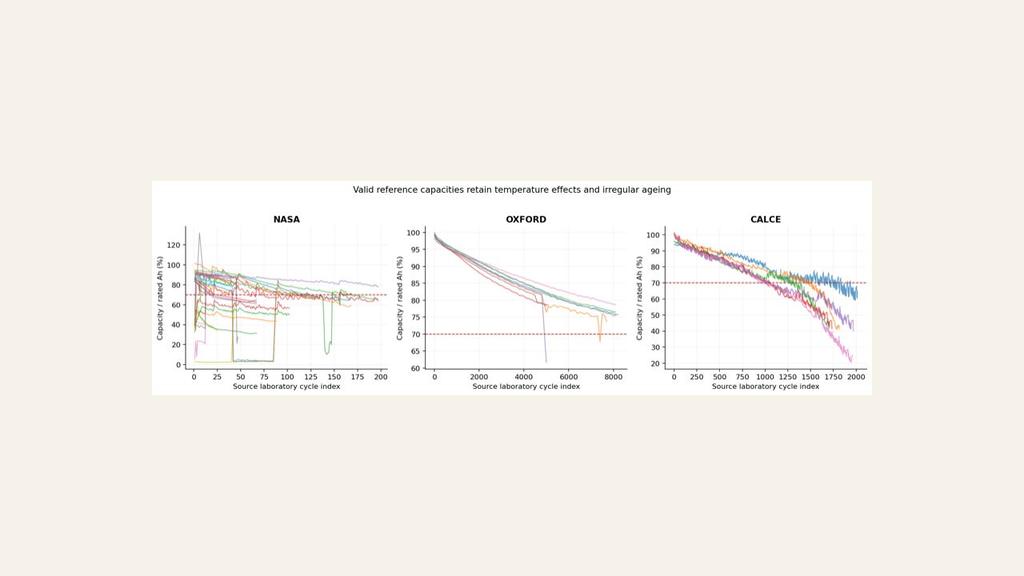 Valid reference capacities retain temperature effects and irregular ageing
NASA
Capacity / rated Ah (%)
120
100
80
60
40
20
0
0 25 50 75 100 125 150 175 200
Source laboratory cycle index
OXFORD
Capacity / rated Ah (%)
100
95
90
85
80
75
70
65
60
0 2000 4000 6000 8000
Source laboratory cycle index
CALCE
Capacity / rated Ah (%)
100
90
80
70
60
50
40
30
20
0 250 500 750 1000 1250 1500 1750 2000
Source laboratory cycle index